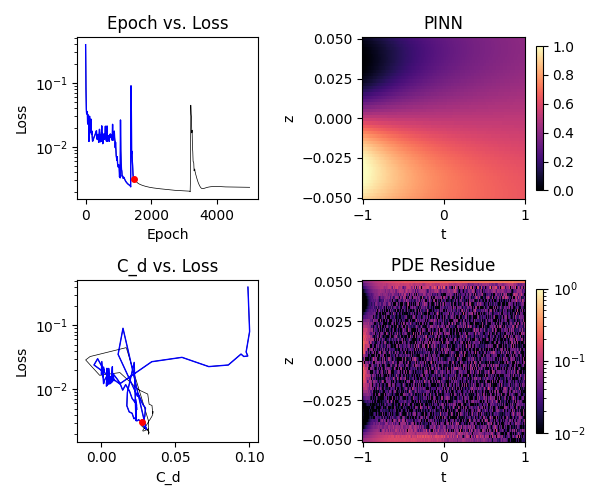 Epoch vs. Loss
10⁻¹
10⁻²
Loss
0
2000
4000
Epoch
PINN
0.050
0.025
0.000
−0.025
−0.050
z
−1
0
1
t
1.0
0.8
0.6
0.4
0.2
0.0
C_d vs. Loss
10⁻¹
10⁻²
Loss
0.00
0.05
0.10
C_d
PDE Residue
0.050
0.025
0.000
−0.025
−0.050
z
−1
0
1
t
10⁰
10⁻¹
10⁻²